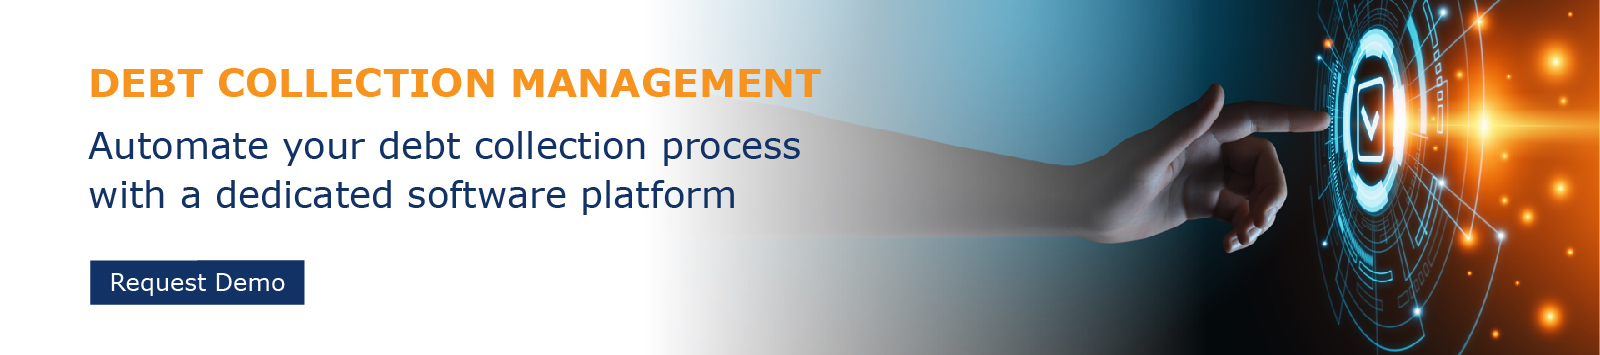 DEBT COLLECTION MANAGEMENT
Automate your debt collection process
with a dedicated software platform
Request Demo